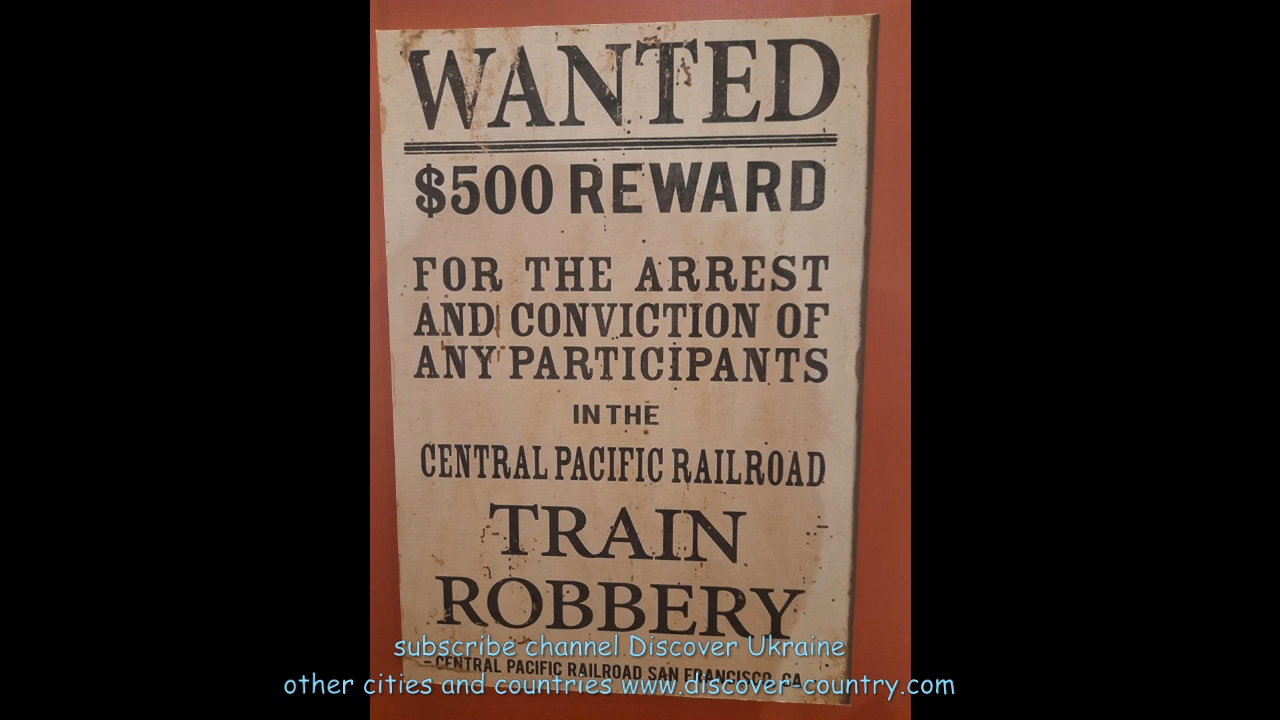 WANTED
$500 REWARD
FOR THE ARREST
AND CONVICTION OF
ANY PARTICIPANTS
IN THE
CENTRAL PACIFIC RAILROAD
TRAIN
ROBBERY
subscribe channel Discover Ukraine
- CENTRAL PACIFIC RAILROAD SAN FRANCISCO, CA -
other cities and countries www.discover-country.com